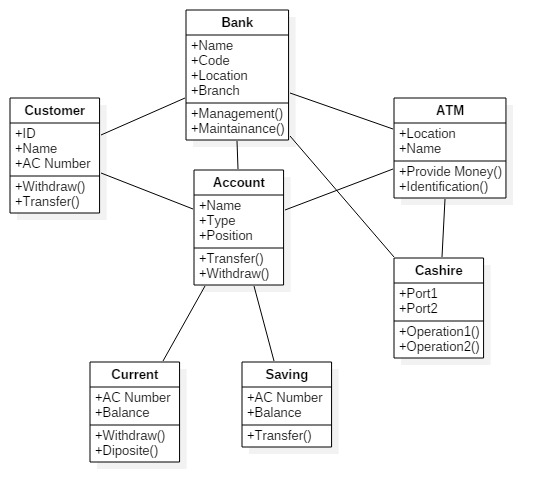 Bank
+Name
+Code
+Location
+Branch
+Management()
+Maintainance()
Customer
+ID
+Name
+AC Number
+Withdraw()
+Transfer()
ATM
+Location
+Name
+Provide Money()
+Identification()
Account
+Name
+Type
+Position
+Transfer()
+Withdraw()
Cashire
+Port1
+Port2
+Operation1()
+Operation2()
Current
+AC Number
+Balance
+Withdraw()
+Diposite()
Saving
+AC Number
+Balance
+Transfer()